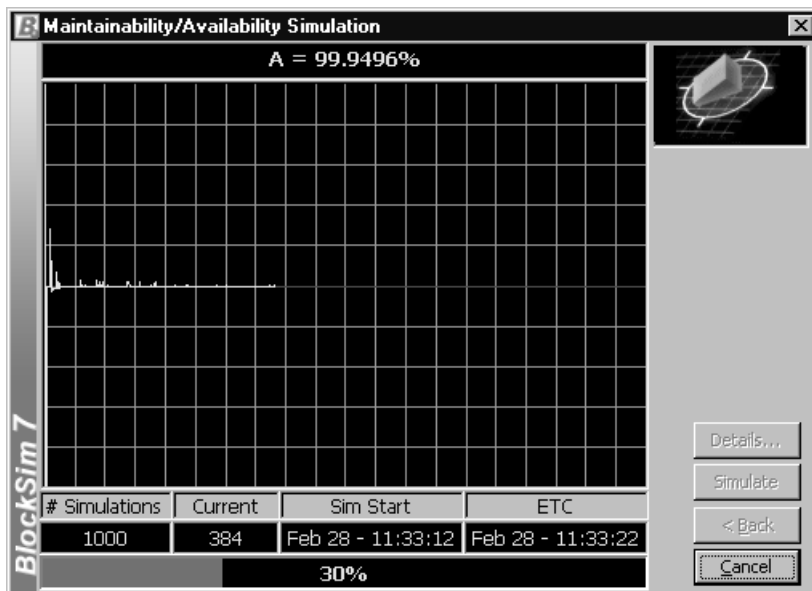 Maintainability/Availability Simulation
A = 99.9496%
BlockSim 7
Details...
Simulate
< Back
Cancel
# Simulations Current Sim Start ETC
1000 384 Feb 28 - 11:33:12 Feb 28 - 11:33:22
30%